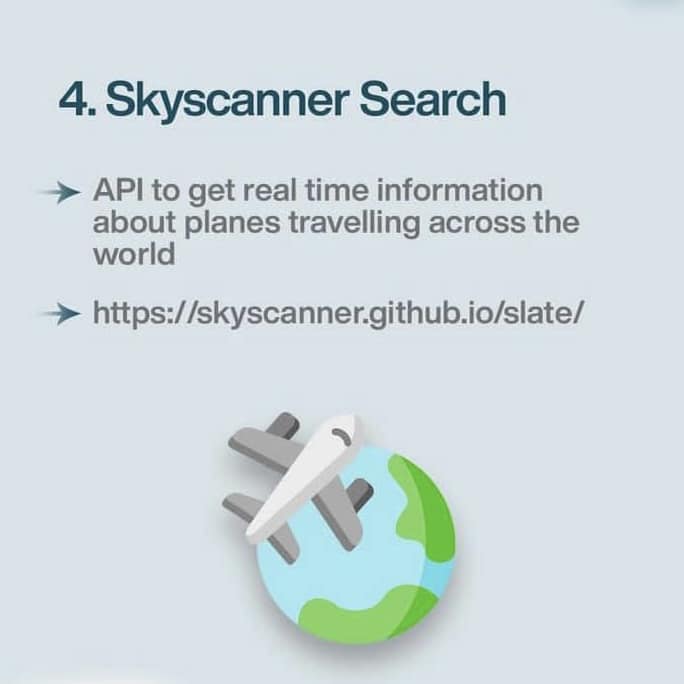 4. Skyscanner Search
API to get real time information
about planes travelling across the
world
https://skyscanner.github.io/slate/